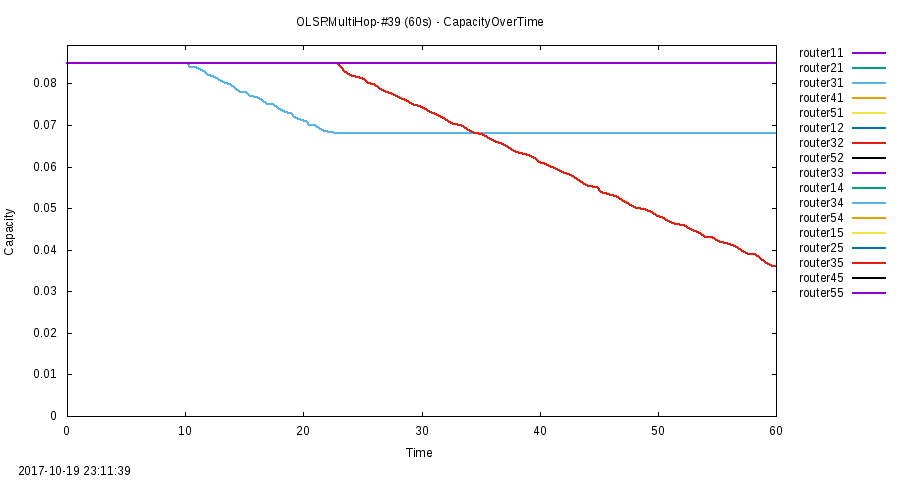 OLSRMultiHop-#39 (60s) - CapacityOverTime
router11
router21
router31
router41
router51
router12
router32
router52
router33
router14
router34
router54
router15
router25
router35
router45
router55
0.08
0.07
0.06
0.05
0.04
0.03
0.02
0.01
0
Capacity
0 10 20 30 40 50 60
Time
2017-10-19 23:11:39